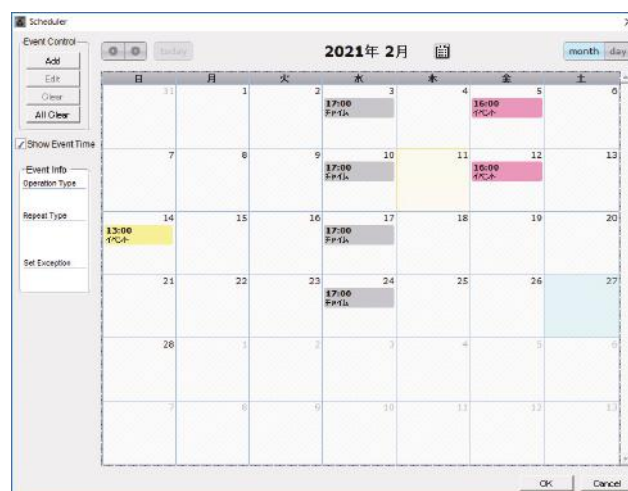 Scheduler
Event Control
Add
Edit
Clear
All Clear
Show Event Time
Event Info
Operation Type
Repeat Type
Set Exception
today
2021年 2月
month day
日 月 火 水 木 金 土
31 1 2 3 4 5 6
17:00 16:00
チャイム イベント
7 8 9 10 11 12 13
17:00 16:00
チャイム イベント
14 15 16 17 18 19 20
13:00 17:00
イベント チャイム
21 22 23 24 25 26 27
17:00
チャイム
28 1 2 3 4 5 6
7 8 9 10 11 12 13
OK Cancel